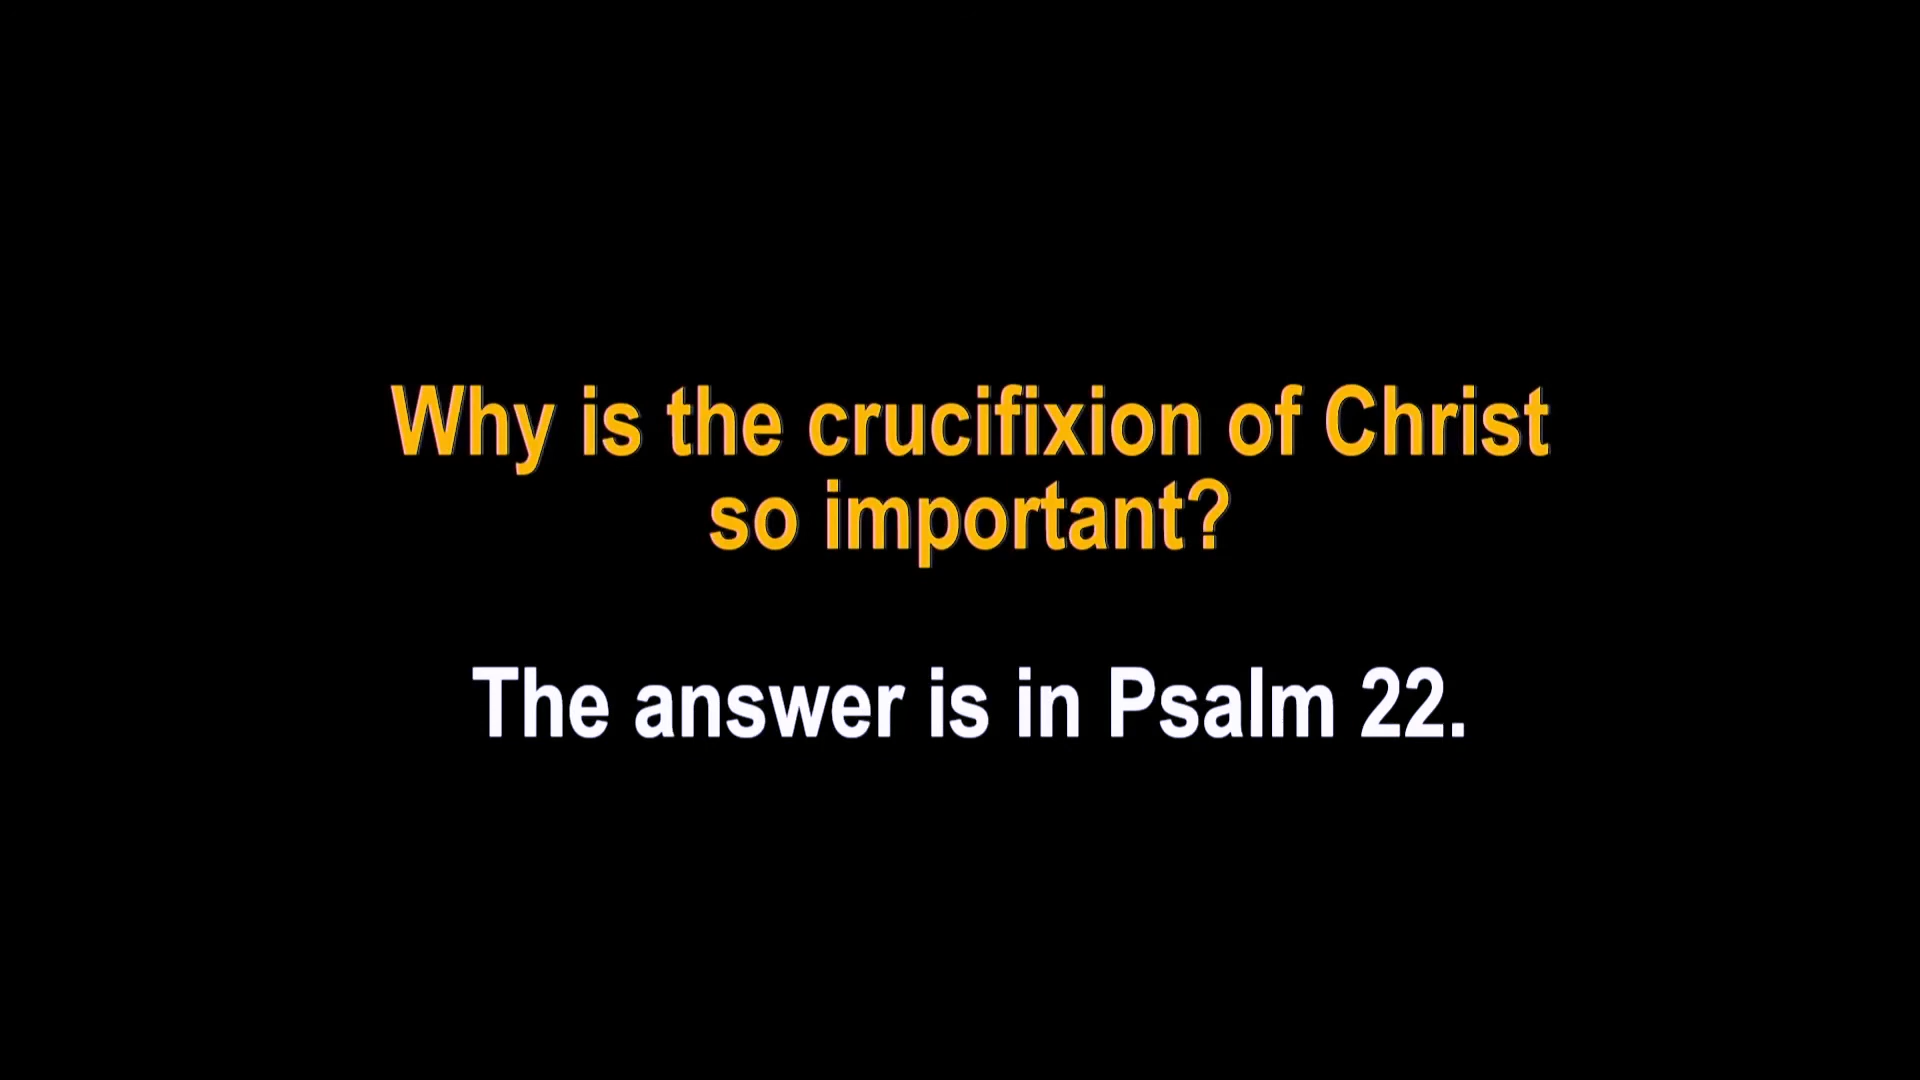 Why is the crucifixion of Christ
so important?
The answer is in Psalm 22.